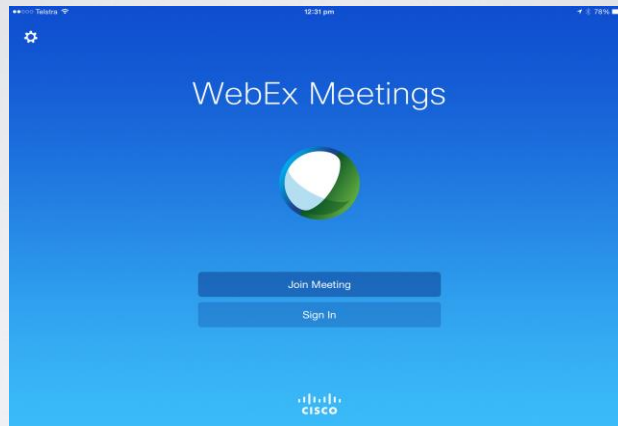 Telstra
12:31 pm
78%
WebEx Meetings
Join Meeting
Sign In
CISCO